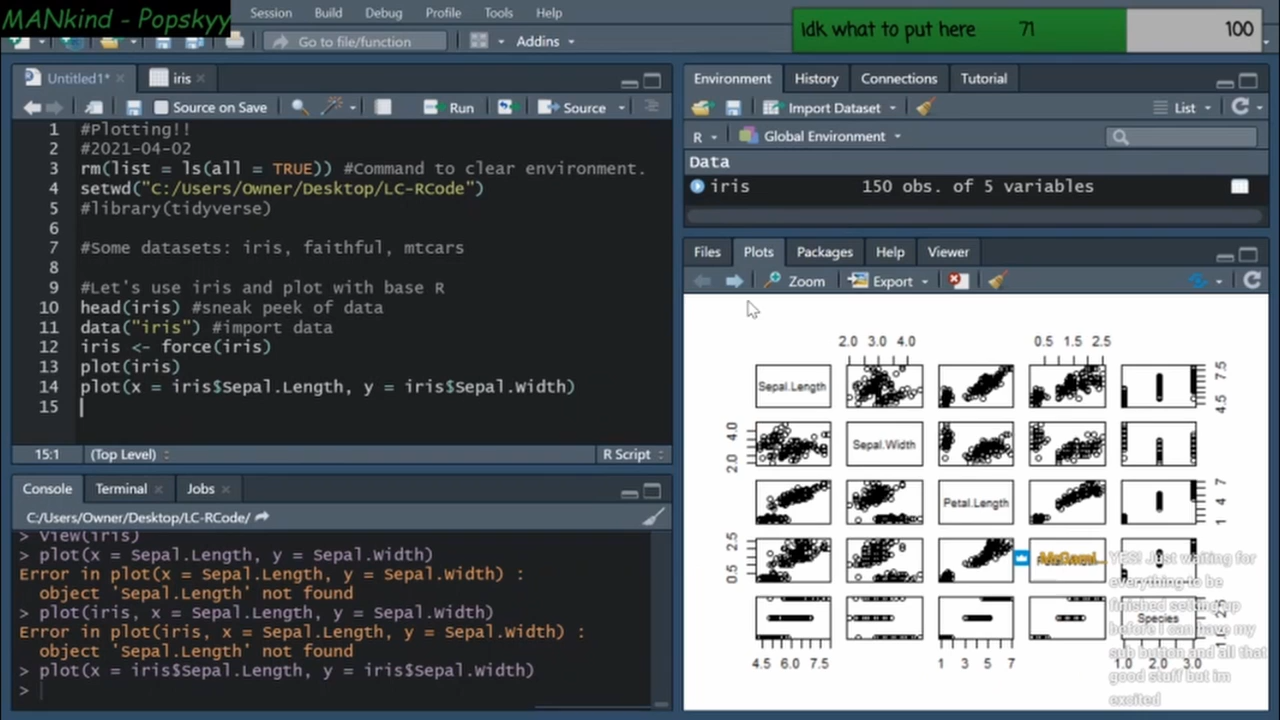 MANkind - Popskyy
Session Build Debug Profile Tools Help
Go to file/function Addins
Idk what to put here 71 100
Untitled1* iris
Source on Save Run Source
1 #Plotting!!
2 #2021-04-02
3 rm(list = ls(all = TRUE)) #Command to clear environment.
4 setwd("C:/Users/Owner/Desktop/LC-RCode")
5 #library(tidyverse)
6
7 #Some datasets: iris, faithful, mtcars
8
9 #Let's use iris and plot with base R
10 head(iris) #sneak peek of data
11 data("iris") #import data
12 iris <- force(iris)
13 plot(iris)
14 plot(x = iris$Sepal.Length, y = iris$Sepal.Width)
15
15:1 (Top Level) R Script
Console Terminal Jobs
C:/Users/Owner/Desktop/LC-RCode/
> View(iris)
> plot(x = Sepal.Length, y = Sepal.Width)
Error in plot(x = Sepal.Length, y = Sepal.Width) :
object 'Sepal.Length' not found
> plot(iris, x = Sepal.Length, y = Sepal.Width)
Error in plot(iris, x = Sepal.Length, y = Sepal.Width) :
object 'Sepal.Length' not found
> plot(x = iris$Sepal.Length, y = iris$Sepal.Width)
>
Environment History Connections Tutorial
Import Dataset List
R Global Environment
Data
iris 150 obs. of 5 variables
Files Plots Packages Help Viewer
Zoom Export
2.0 3.0 4.0 0.5 1.5 2.5
Sepal.Length 4.5 7.5
2.0 4.0 Sepal.Width
Petal.Length 1 4 7
0.5 2.5
Species 1.0 2.5
4.5 6.0 7.5 1 3 5 7 1.0 2.0 3.0
YES! Just waiting for
everything to be
finished setting up
before i can have my
sub button and all that
good stuff but im
excited